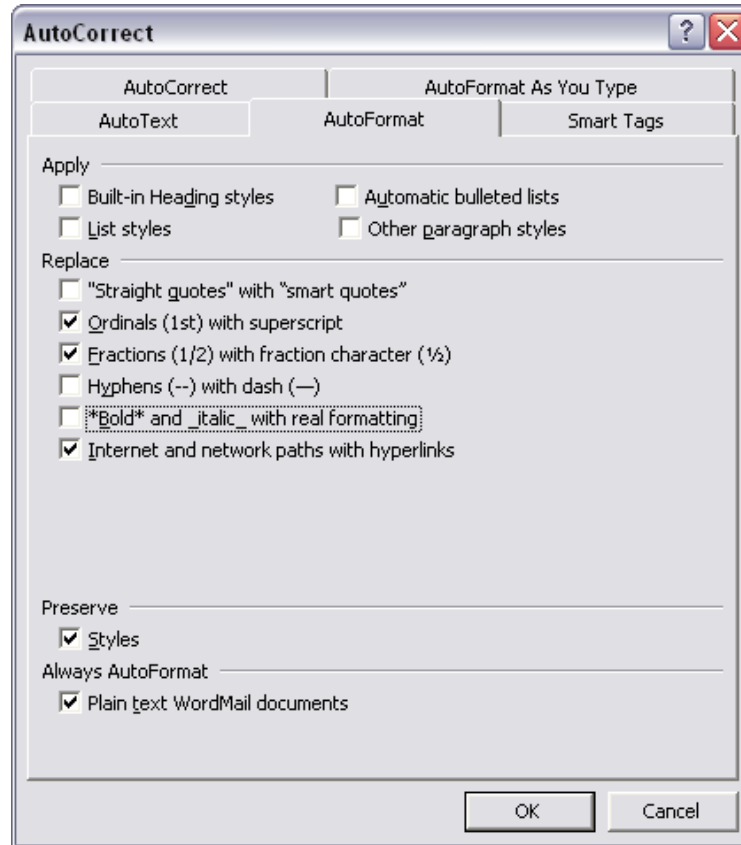 AutoCorrect
AutoCorrect AutoFormat As You Type
AutoText AutoFormat Smart Tags
Apply
Built-in Heading styles Automatic bulleted lists
List styles Other paragraph styles
Replace
"Straight quotes" with “smart quotes”
Ordinals (1st) with superscript
Fractions (1/2) with fraction character (½)
Hyphens (--) with dash (—)
*Bold* and _italic_ with real formatting
Internet and network paths with hyperlinks
Preserve
Styles
Always AutoFormat
Plain text WordMail documents
OK Cancel